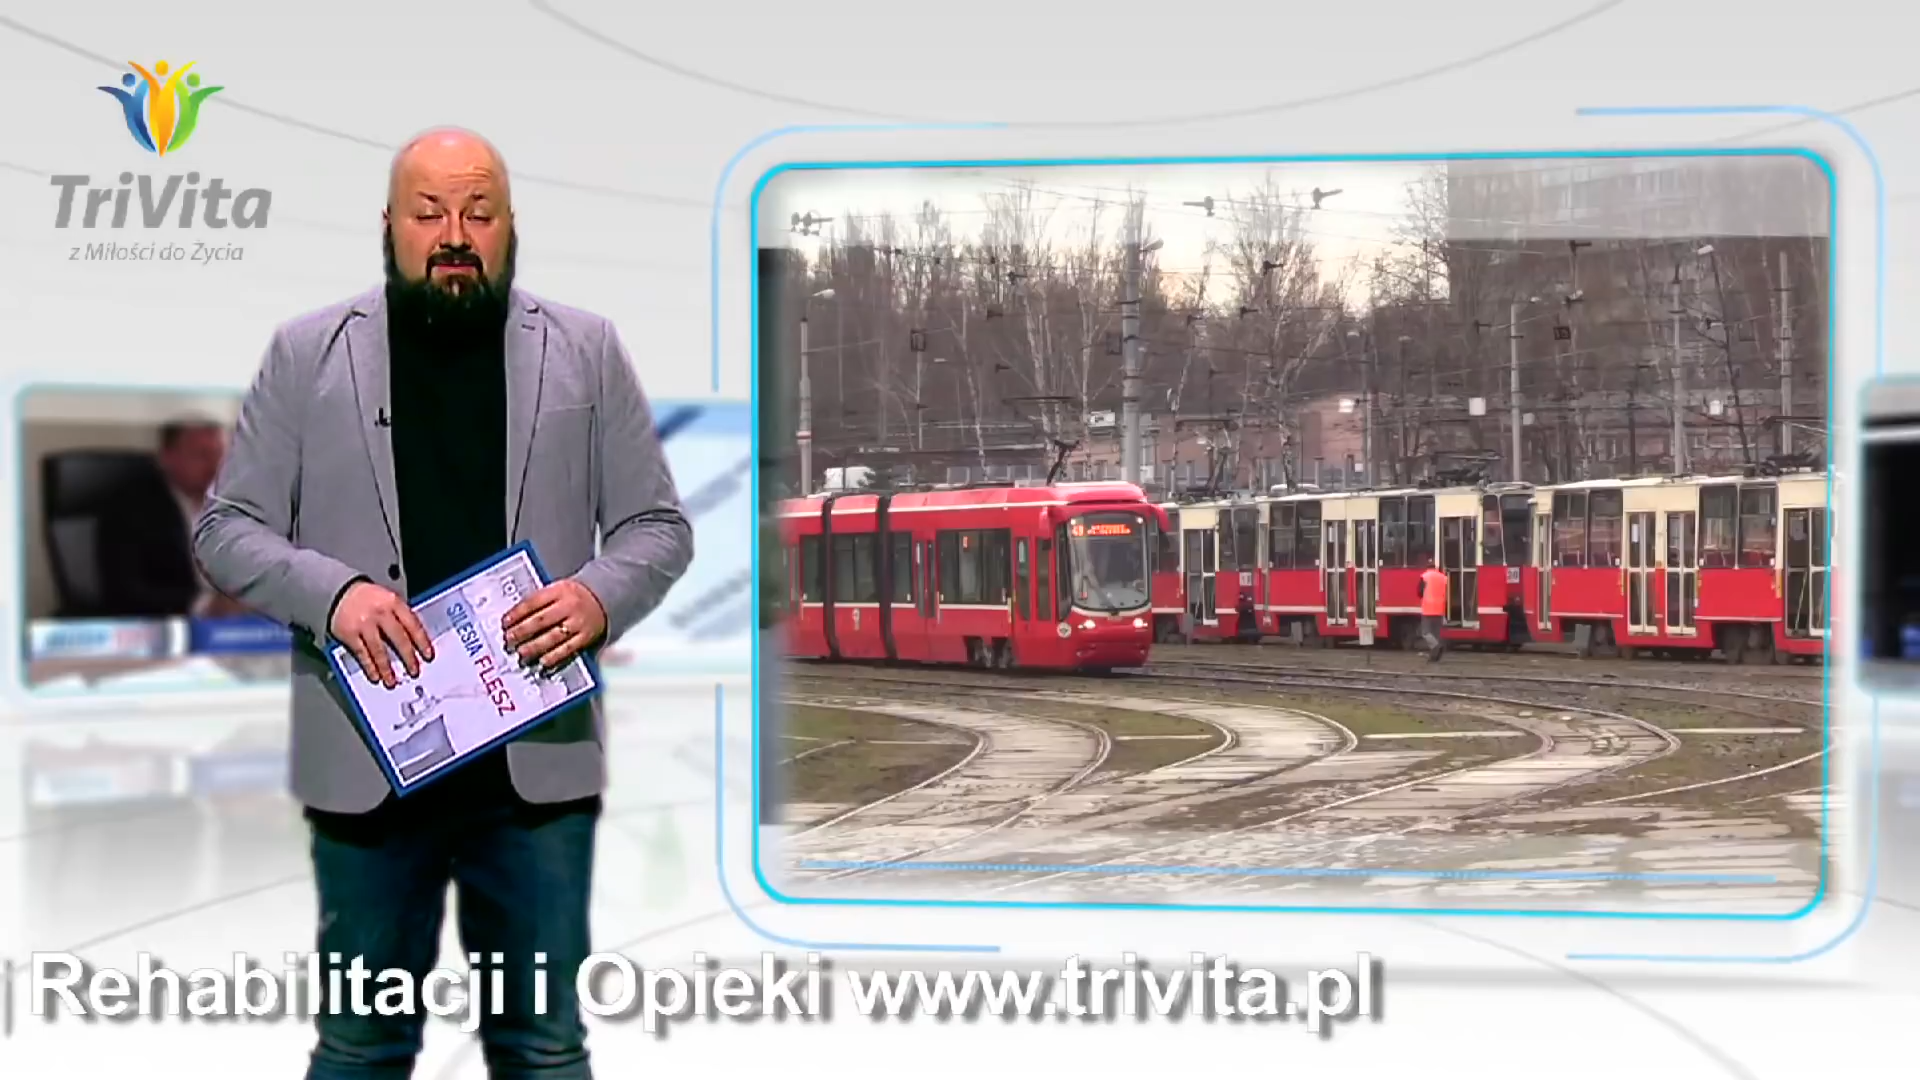 TriVita
z Miłości do Życia
SILESIA FLESZ
Rehabilitacji i Opieki www.trivita.pl